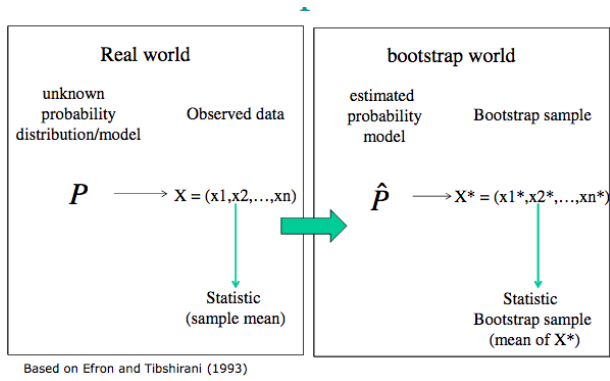 Real world
unknown
probability
distribution/model
Observed data
P
X = (x1,x2,…,xn)
Statistic
(sample mean)
bootstrap world
estimated
probability
model
Bootstrap sample
P̂
X* = (x1*,x2*,…,xn*)
Statistic
Bootstrap sample
(mean of X*)
Based on Efron and Tibshirani (1993)